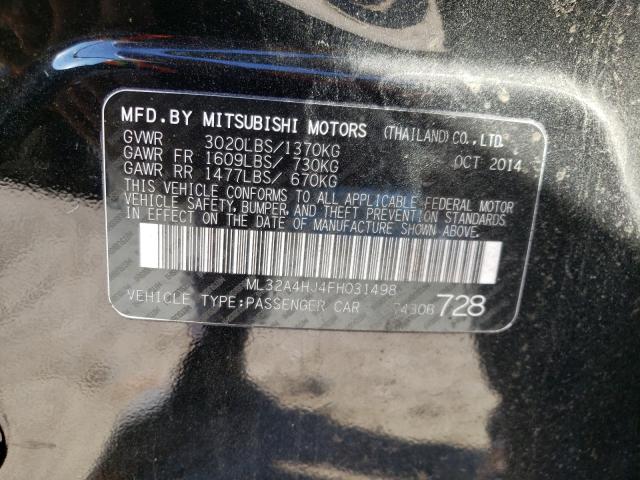 MFD.BY MITSUBISHI MOTORS (THAILAND) CO.,LTD.
GVWR 3020LBS/1370KG OCT 2014
GAWR FR 1609LBS/ 730KG
GAWR RR 1477LBS/ 670KG
THIS VEHICLE CONFORMS TO ALL APPLICABLE FEDERAL MOTOR
VEHICLE SAFETY, BUMPER, AND THEFT PREVENTION STANDARDS
IN EFFECT ON THE DATE OF MANUFACTURE SHOWN ABOVE.
ML32A4HJ4FH031498
VEHICLE TYPE:PASSENGER CAR 74306 728